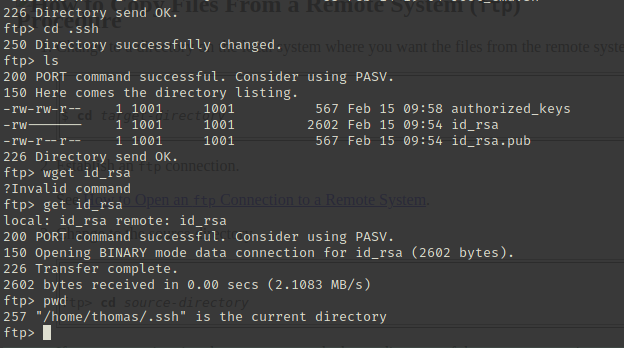 to Copy Files From a Remote System (ftp)
226 Directory send OK.
ftp> cd .ssh
250 Directory successfully changed.
system where you want the files from the remote syste
ftp> ls
200 PORT command successful. Consider using PASV.
150 Here comes the directory listing.
-rw-rw-r-- 1 1001 1001 567 Feb 15 09:58 authorized_keys
$ cd target-directory
-rw------- 1 1001 1001 2602 Feb 15 09:54 id_rsa
-rw-r--r-- 1 1001 1001 567 Feb 15 09:54 id_rsa.pub
226 Directory send OK.
Establish an ftp connection.
ftp> wget id_rsa
?Invalid command
to Open an ftp Connection to a Remote System.
ftp> get id_rsa
local: id_rsa remote: id_rsa
200 PORT command successful. Consider using PASV.
150 Opening BINARY mode data connection for id_rsa (2602 bytes).
226 Transfer complete.
2602 bytes received in 0.00 secs (2.1083 MB/s)
ftp> pwd
ftp> cd source-directory
257 "/home/thomas/.ssh" is the current directory
ftp>